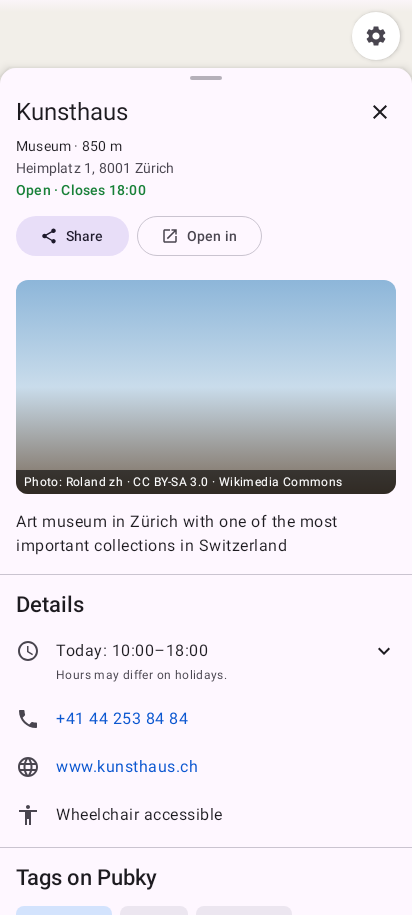 Kunsthaus
Museum · 850 m
Heimplatz 1, 8001 Zürich
Open · Closes 18:00
Share
Open in
Photo: Roland zh · CC BY-SA 3.0 · Wikimedia Commons
Art museum in Zürich with one of the most
important collections in Switzerland
Details
Today: 10:00–18:00
Hours may differ on holidays.
+41 44 253 84 84
www.kunsthaus.ch
Wheelchair accessible
Tags on Pubky